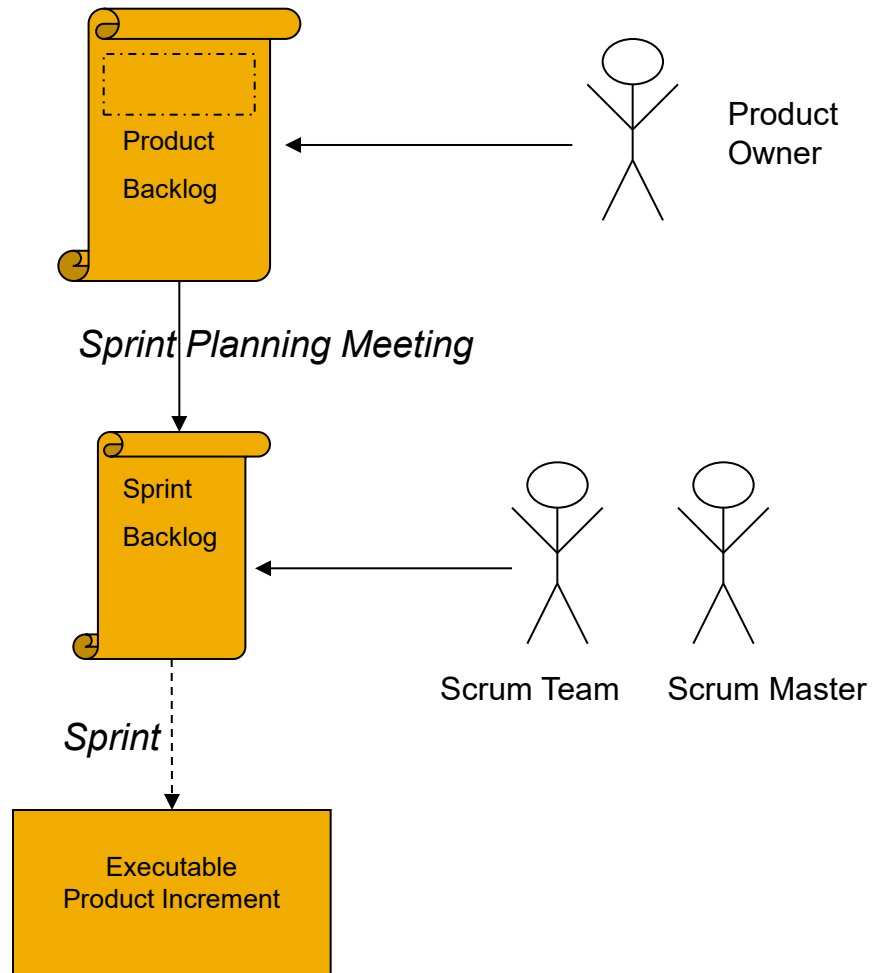 Product
Backlog
Product
Owner
Sprint Planning Meeting
Sprint
Backlog
Scrum Team
Scrum Master
Sprint
Executable
Product Increment